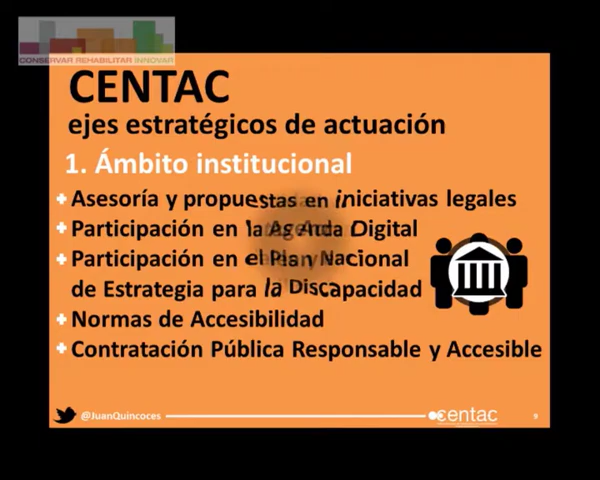 CONSERVAR REHABILITAR INNOVAR
CENTAC
ejes estratégicos de actuación
1. Ámbito institucional
Asesoría y propuestas en iniciativas legales
Participación en la Agenda Digital
Participación en el Plan Nacional
de Estrategia para la Discapacidad
Normas de Accesibilidad
Contratación Pública Responsable y Accesible
@JuanQuincoces
centac
9